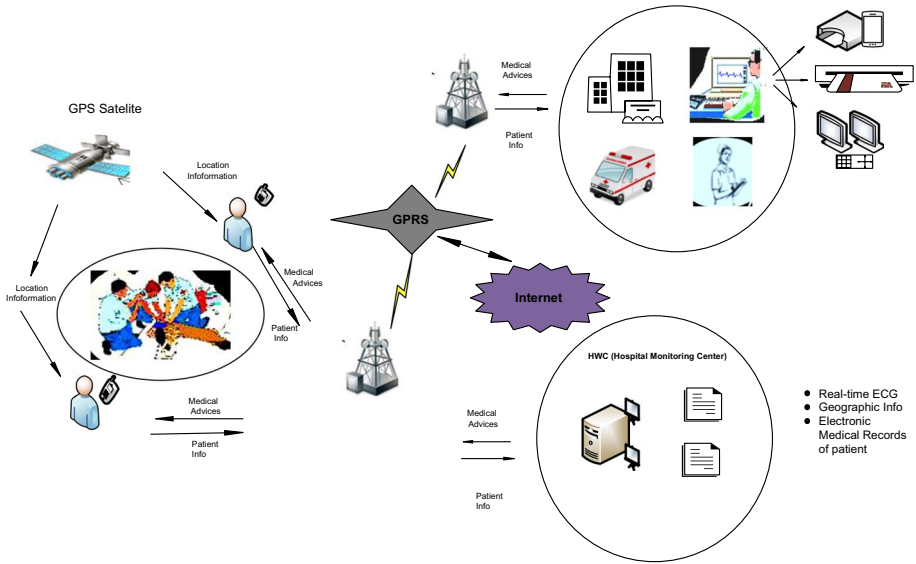 Medical
Advices
Patient
Info
GPS Satelite
Location
Infoformation
GPRS
Location
Infoformation
Medical
Advices
Patient
Info
Internet
HWC (Hospital Monitoring Center)
Medical
Advices
Patient
Info
Medical
Advices
Patient
Info
Real-time ECG
Geographic Info
Electronic
Medical Records
of patient